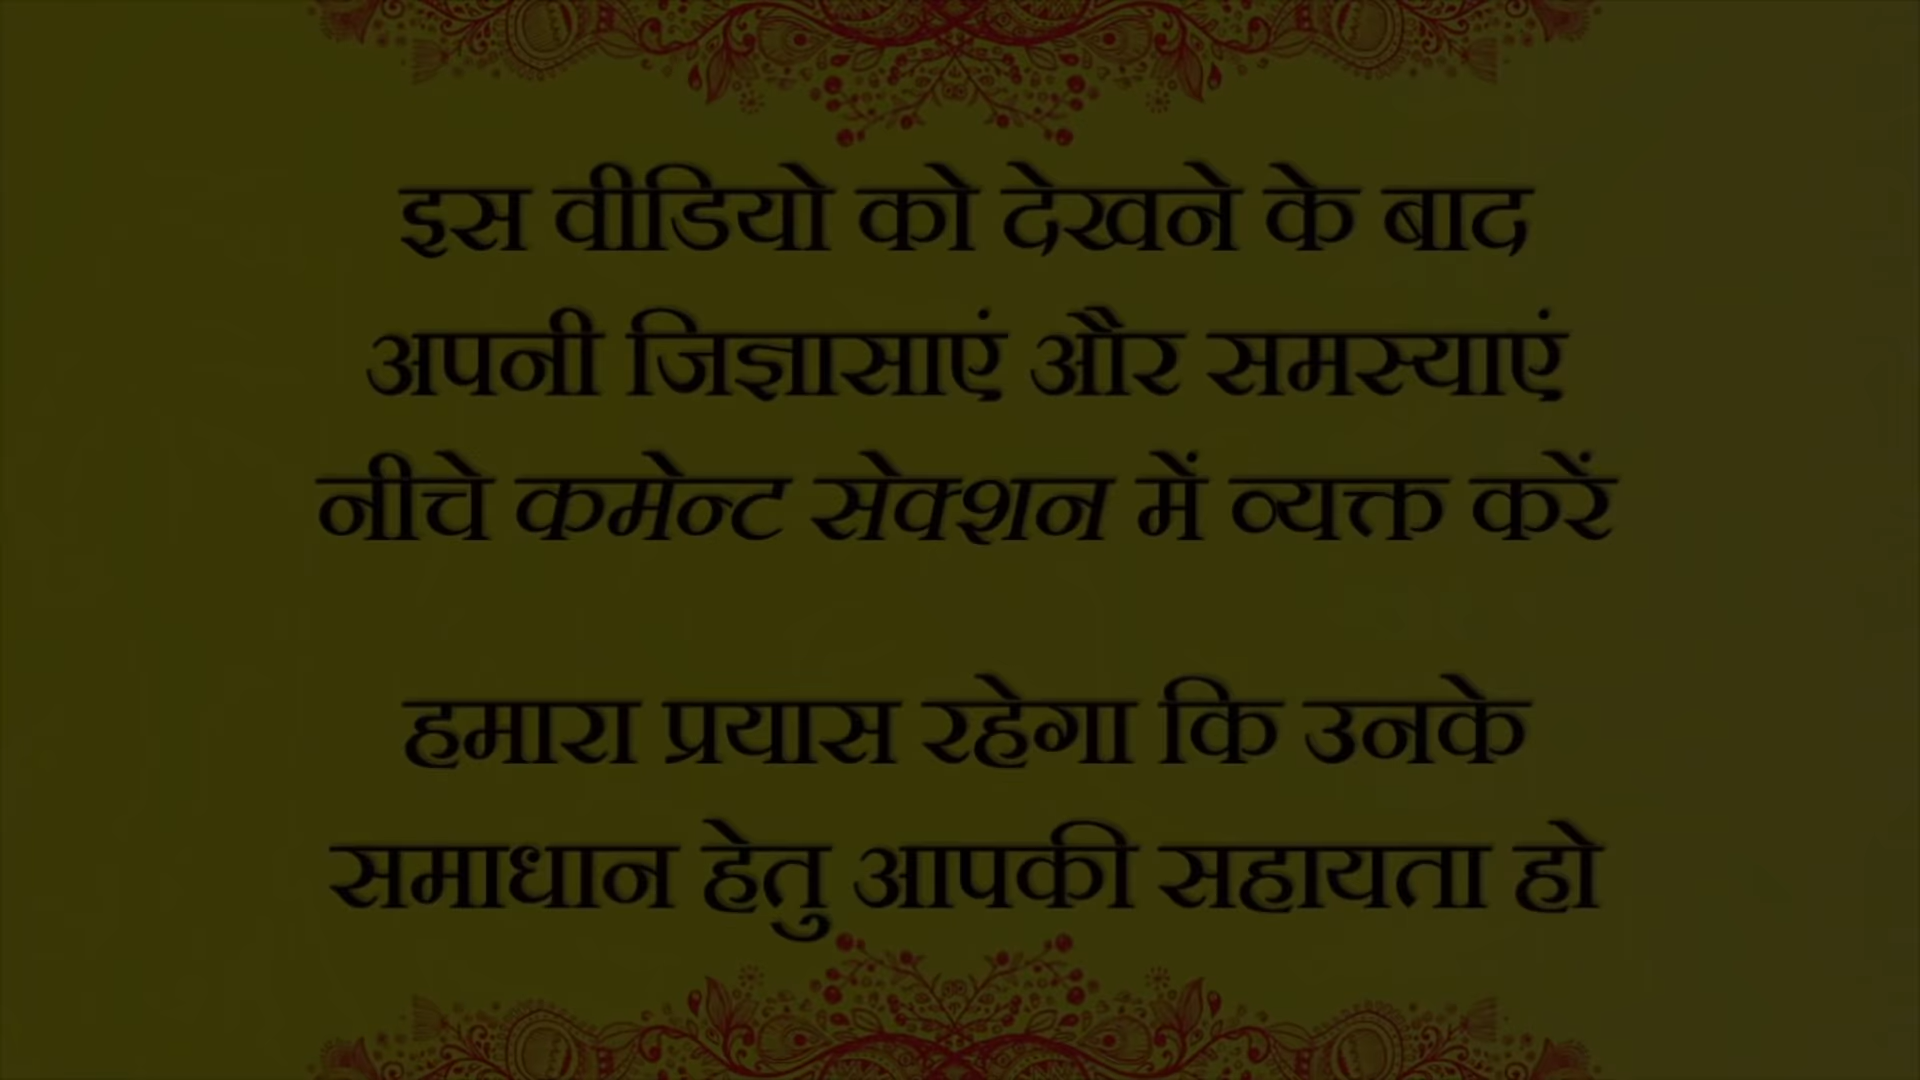 इस वीडियो को देखने के बाद
अपनी जिज्ञासाएं और समस्याएं
नीचे कमेन्ट सेक्शन में व्यक्त करें
हमारा प्रयास रहेगा कि उनके
समाधान हेतु आपकी सहायता हो